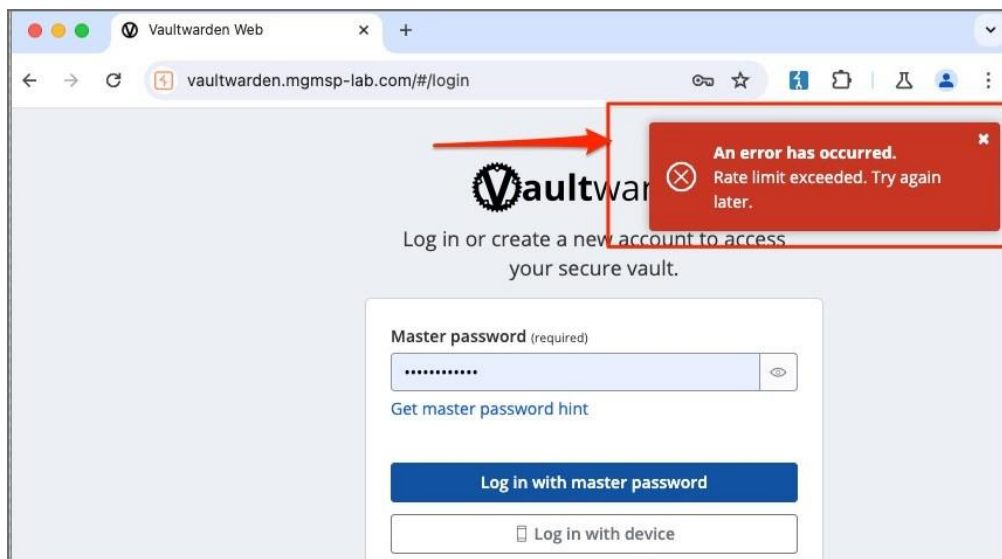 Vaultwarden Web
vaultwarden.mgmsp-lab.com/#/login
An error has occurred.
Rate limit exceeded. Try again
later.
Vaultwar
Log in or create a new account to access
your secure vault.
Master password (required)
••••••••••••
Get master password hint
Log in with master password
Log in with device